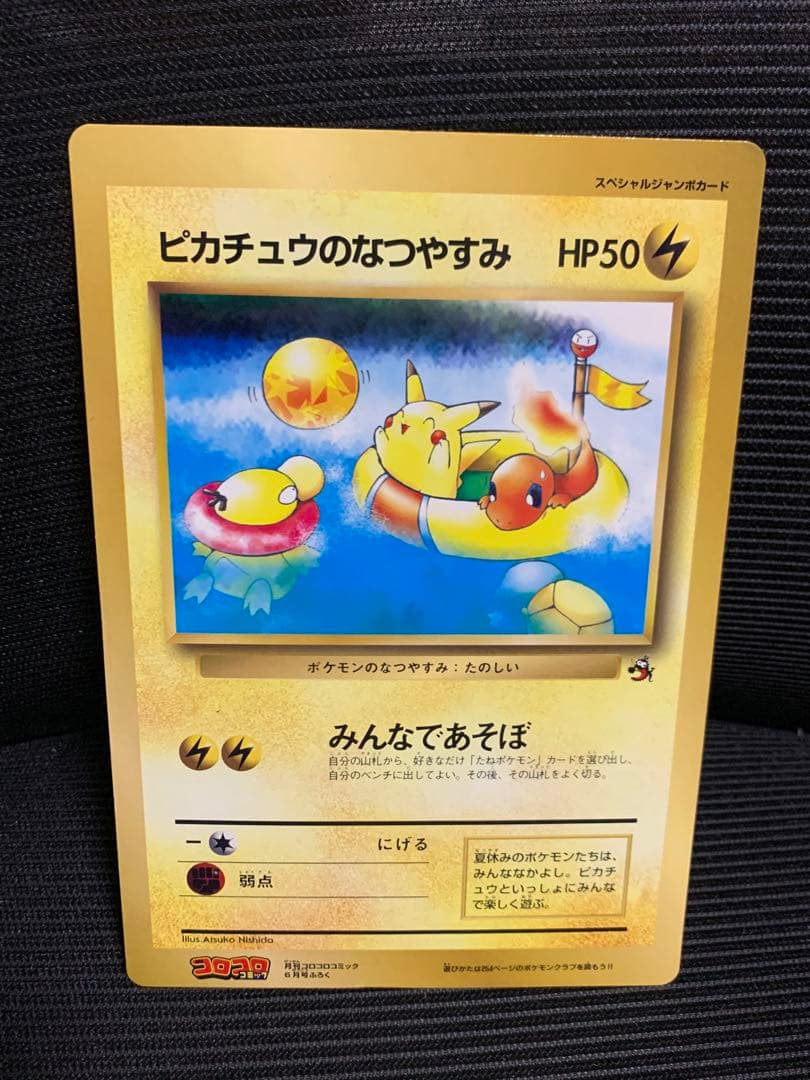 スペシャルジャンボカード
ピカチュウのなつやすみ HP50
ポケモンのなつやすみ:たのしい
みんなであそぼ
自分の山札から、好きなだけ「たねポケモン」カードを選び出し、
自分のベンチに出してよい。その後、その山札をよく切る。
ー にげる
弱点
夏休みのポケモンたちは、
みんななかよし。ピカチ
ュウといっしょにみんな
で楽しく遊ぶ。
Illus.Atsuko Nishida
コロコロ
コミック
月刊コロコロコミック
6月号ふろく
遊びかたは254ページのポケモンクラブを読もう!!